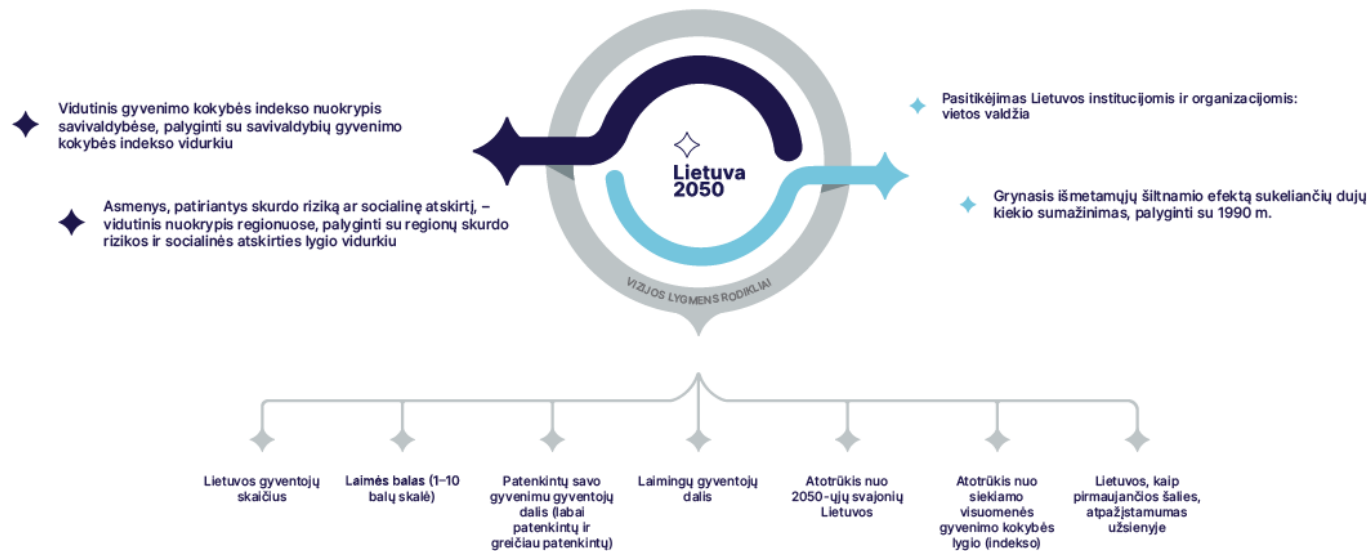 Vidutinis gyvenimo kokybės indekso nuokrypis
savivaldybėse, palyginti su savivaldybių gyvenimo
kokybės indekso vidurkiu
Asmenys, patiriantys skurdo riziką ar socialinę atskirtį, –
vidutinis nuokrypis regionuose, palyginti su regionų skurdo
rizikos ir socialinės atskirties lygio vidurkiu
Lietuva
2050
VIZIJOS LYGMENS RODIKLIAI
Pasitikėjimas Lietuvos institucijomis ir organizacijomis:
vietos valdžia
Grynasis išmetamųjų šiltnamio efektą sukeliančių dujų
kiekio sumažinimas, palyginti su 1990 m.
Lietuvos gyventojų
skaičius
Laimės balas (1–10
balų skalė)
Patenkintų savo
gyvenimu gyventojų
dalis (labai
patenkintų ir
greičiau patenkintų)
Laimingų gyventojų
dalis
Atotrūkis nuo
2050-ųjų svajonių
Lietuvos
Atotrūkis nuo
siekiamo
visuomenės
gyvenimo kokybės
lygio (indekso)
Lietuvos, kaip
pirmaujančios šalies,
atpažįstamumas
užsienyje